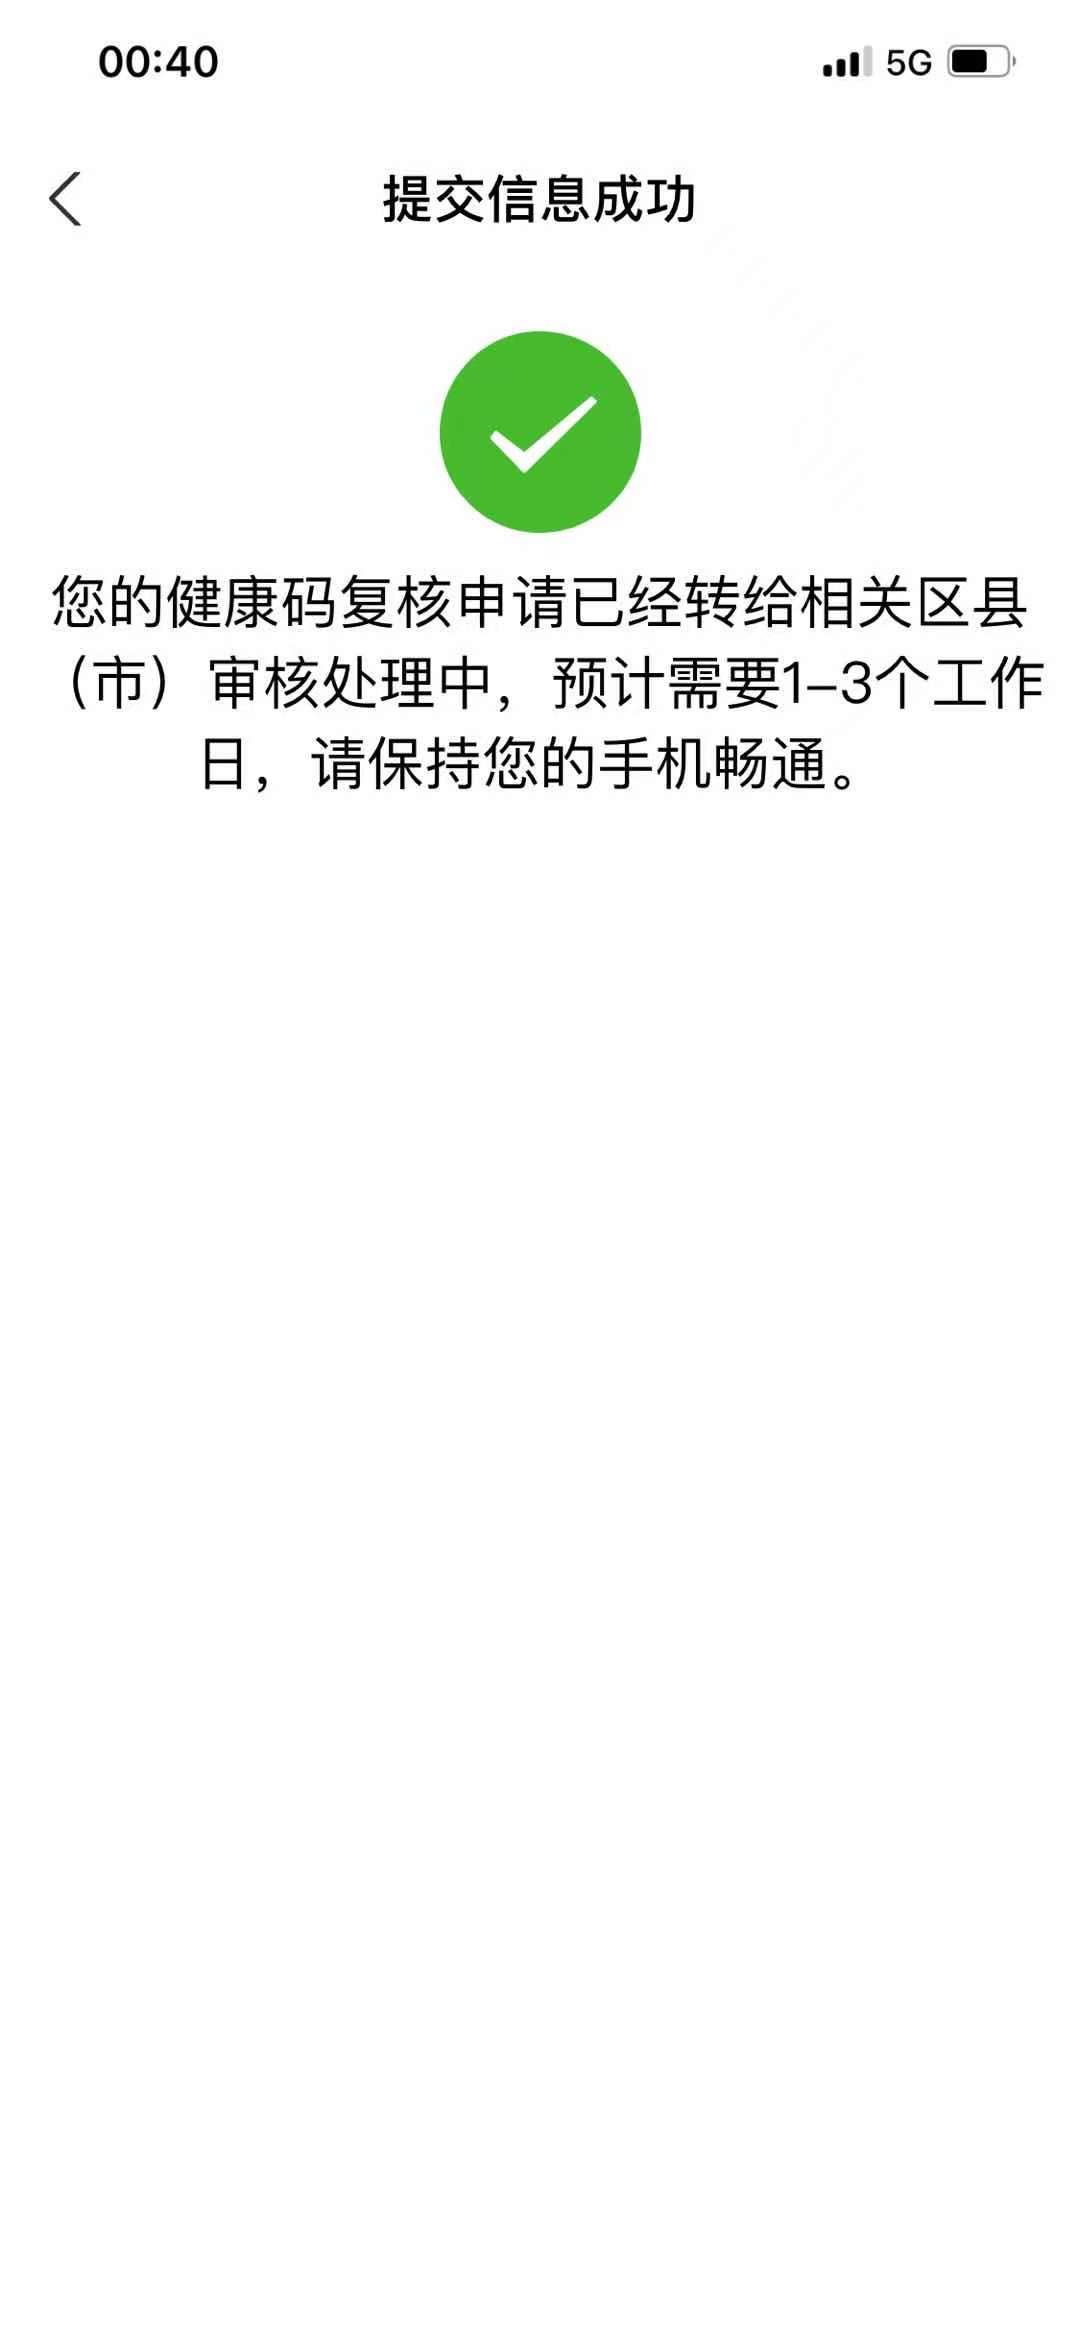 00:40
5G
提交信息成功
您的健康码复核申请已经转给相关区县
（市）审核处理中，预计需要1-3个工作
日，请保持您的手机畅通。